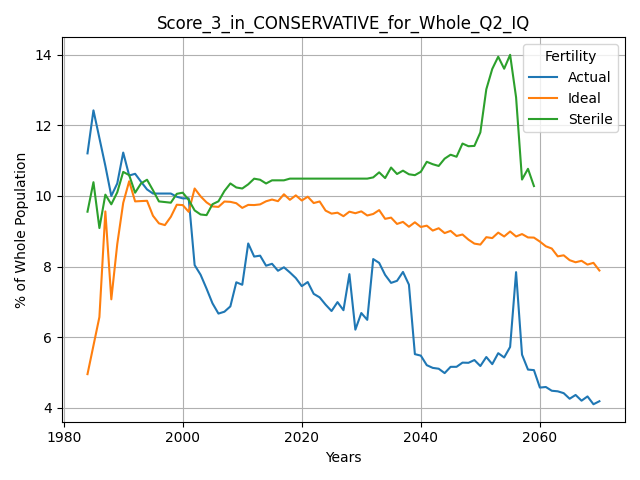 Score_3_in_CONSERVATIVE_for_Whole_Q2_IQ
% of Whole Population
14
12
10
8
6
4
Fertility
Actual
Ideal
Sterile
1980
2000
2020
2040
2060
Years